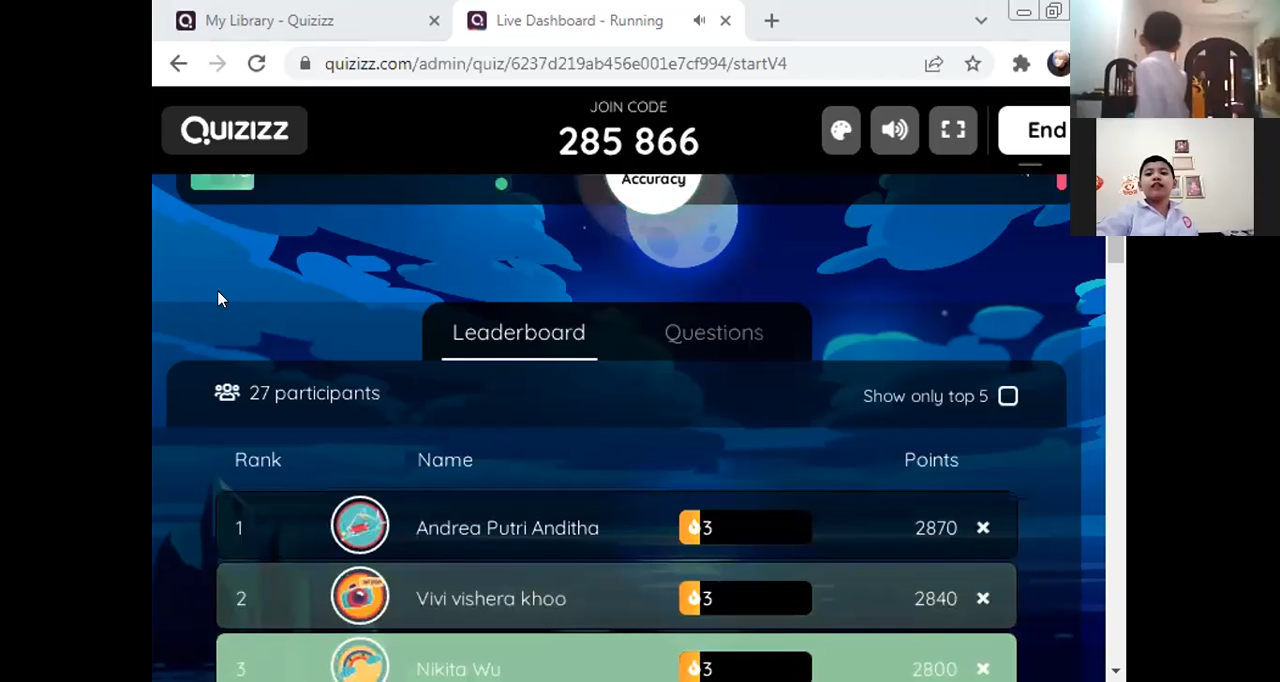 My Library - Quizizz
Live Dashboard - Running
quizizz.com/admin/quiz/6237d219ab456e001e7cf994/startV4
QUIZIZZ
JOIN CODE
285 866
End
Accuracy
Leaderboard Questions
27 participants
Show only top 5
Rank Name Points
1 Andrea Putri Anditha 3 2870
2 Vivi vishera khoo 3 2840
3 Nikita Wu 3 2800